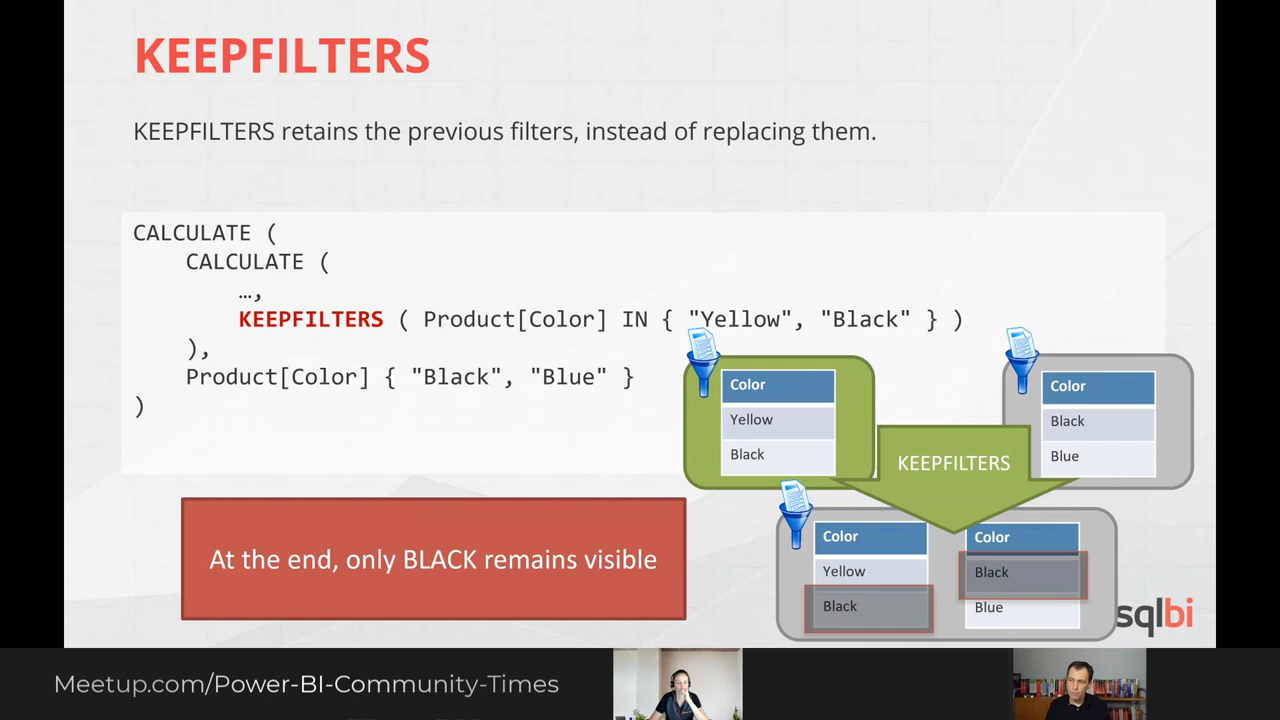 KEEPFILTERS
KEEPFILTERS retains the previous filters, instead of replacing them.
CALCULATE (
CALCULATE (
…,
KEEPFILTERS ( Product[Color] IN { "Yellow", "Black" } )
),
Product[Color] { "Black", "Blue" }
)
Color
Yellow
Black
Color
Black
Blue
KEEPFILTERS
At the end, only BLACK remains visible
Color
Yellow
Black
Color
Black
Blue
sqlbi
Meetup.com/Power-BI-Community-Times